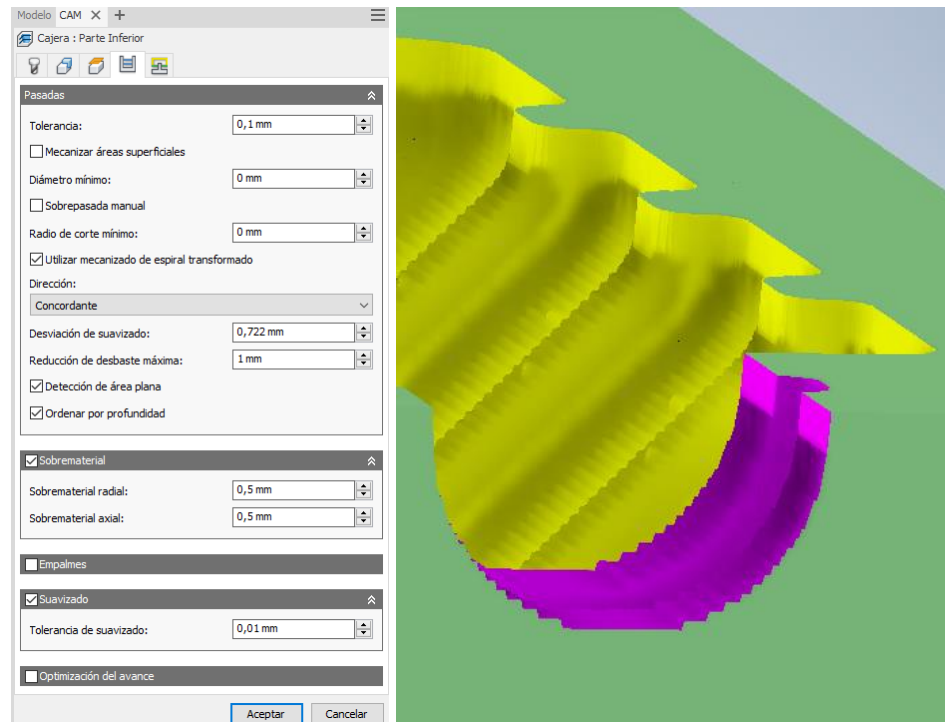 Modelo CAM × +
Cajera : Parte Inferior
Pasadas
Tolerancia: 0,1 mm
Mecanizar áreas superficiales
Diámetro mínimo: 0 mm
Sobrepasada manual
Radio de corte mínimo: 0 mm
Utilizar mecanizado de espiral transformado
Dirección:
Concordante
Desviación de suavizado: 0,722 mm
Reducción de desbaste máxima: 1 mm
Detección de área plana
Ordenar por profundidad
Sobrematerial
Sobrematerial radial: 0,5 mm
Sobrematerial axial: 0,5 mm
Empalmes
Suavizado
Tolerancia de suavizado: 0,01 mm
Optimización del avance
Aceptar Cancelar